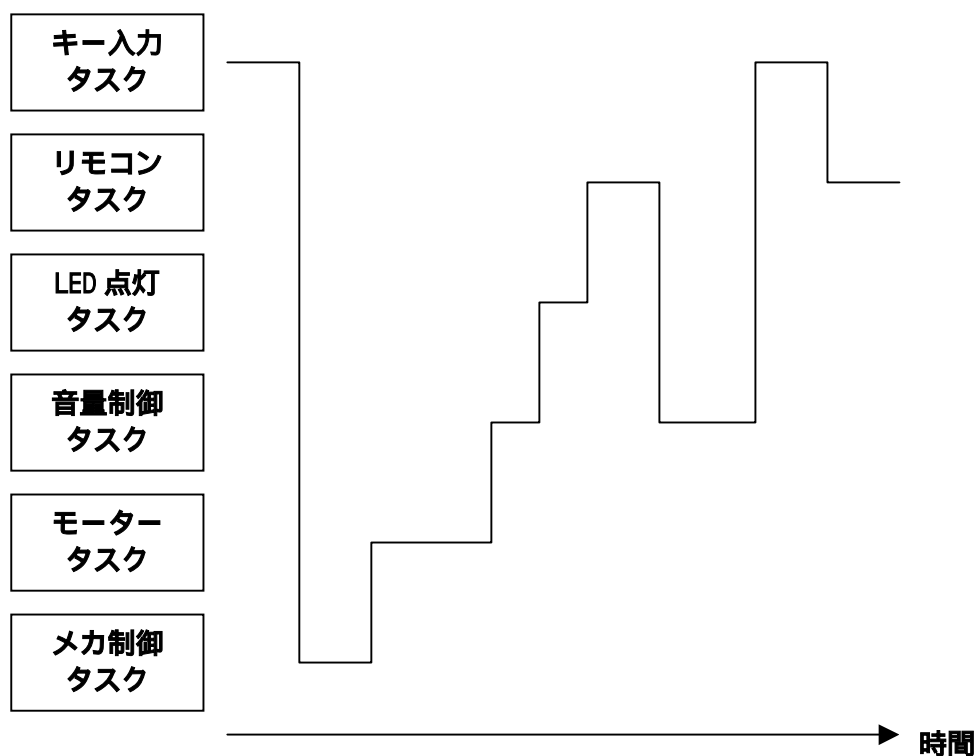 キー入力
タスク
リモコン
タスク
LED 点灯
タスク
音量制御
タスク
モーター
タスク
メカ制御
タスク
時間